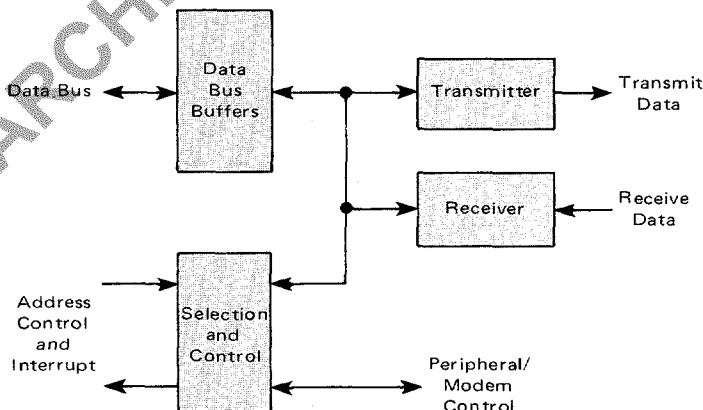 ARCHI
Data Bus
Data
Bus
Buffers
Transmitter
Transmit
Data
Receiver
Receive
Data
Address
Control
and
Interrupt
Selection
and
Control
Peripheral/
Modem
Control